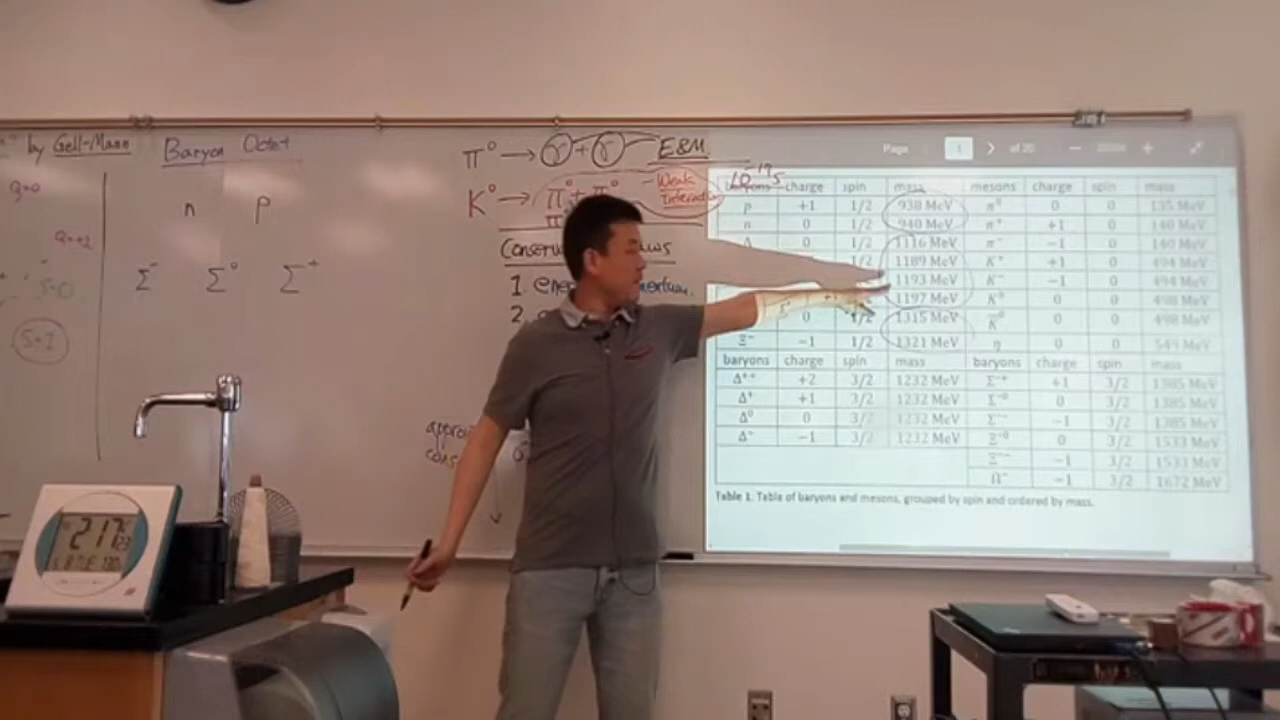 by Gell-Mann
Baryon Octet
q=0
n p
Σ⁻ Σ⁰ Σ⁺
S=0
π⁰ → γ + γ E&M
K⁰ → π⁰ + π⁰ Weak
10⁻¹⁹s
1. 
2.
217
Page 1 of 20
charge spin mass mesons charge spin mass
p +1 1/2 938 MeV π⁰ 0 0 135 MeV
n 0 1/2 940 MeV π⁺ +1 0 140 MeV
0 1/2 1116 MeV π⁻ −1 0 140 MeV
1/2 1189 MeV K⁺ +1 0 494 MeV
1193 MeV K⁻ −1 0 494 MeV
1197 MeV K⁰ 0 0 498 MeV
0 1/2 1315 MeV K̅⁰ 0 0 498 MeV
Ξ⁻ −1 1/2 1321 MeV η 0 0 549 MeV
baryons charge spin mass baryons charge spin mass
Δ⁺⁺ +2 3/2 1232 MeV Σ*⁺ +1 3/2 1385 MeV
Δ⁺ +1 3/2 1232 MeV Σ*⁰ 0 3/2 1385 MeV
Δ⁰ 0 3/2 1232 MeV Σ*⁻ −1 3/2 1385 MeV
Δ⁻ −1 3/2 1232 MeV Ξ*⁰ 0 3/2 1533 MeV
Ξ*⁻ −1 3/2 1533 MeV
Ω⁻ −1 3/2 1672 MeV
Table 1. Table of baryons and mesons, grouped by spin and ordered by mass.